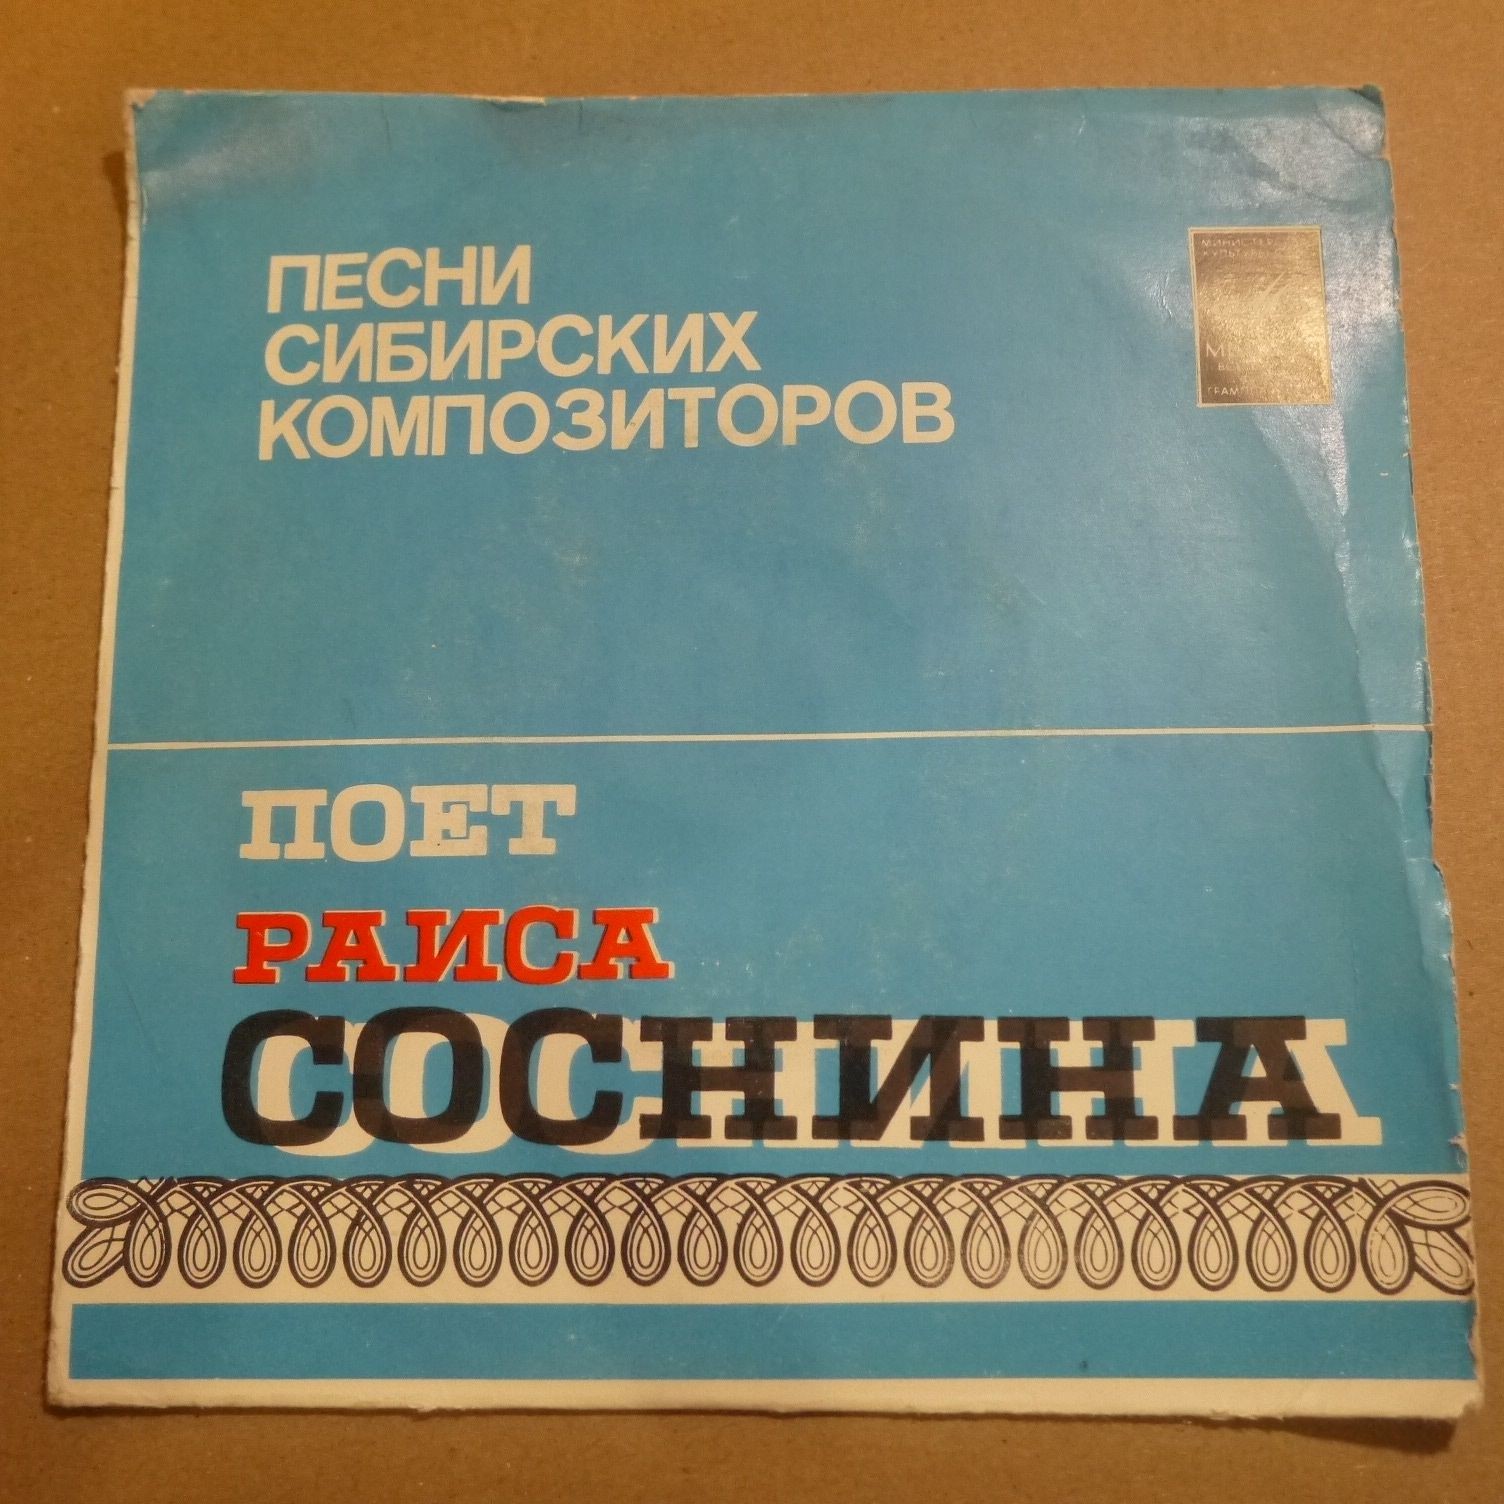 ПЕСНИ
СИБИРСКИХ
КОМПОЗИТОРОВ
ПОЕТ
РАИСА
СОСНИНА